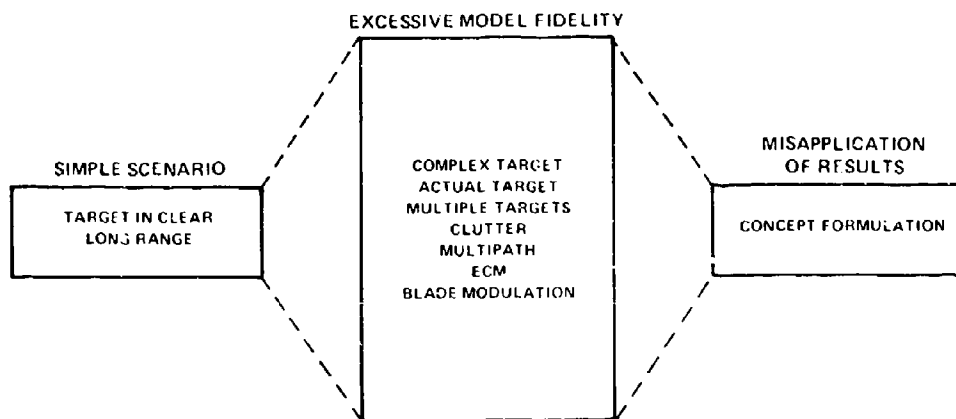 EXCESSIVE MODEL FIDELITY
SIMPLE SCENARIO
TARGET IN CLEAR
LONG RANGE
COMPLEX TARGET
ACTUAL TARGET
MULTIPLE TARGETS
CLUTTER
MULTIPATH
ECM
BLADE MODULATION
MISAPPLICATION
OF RESULTS
CONCEPT FORMULATION